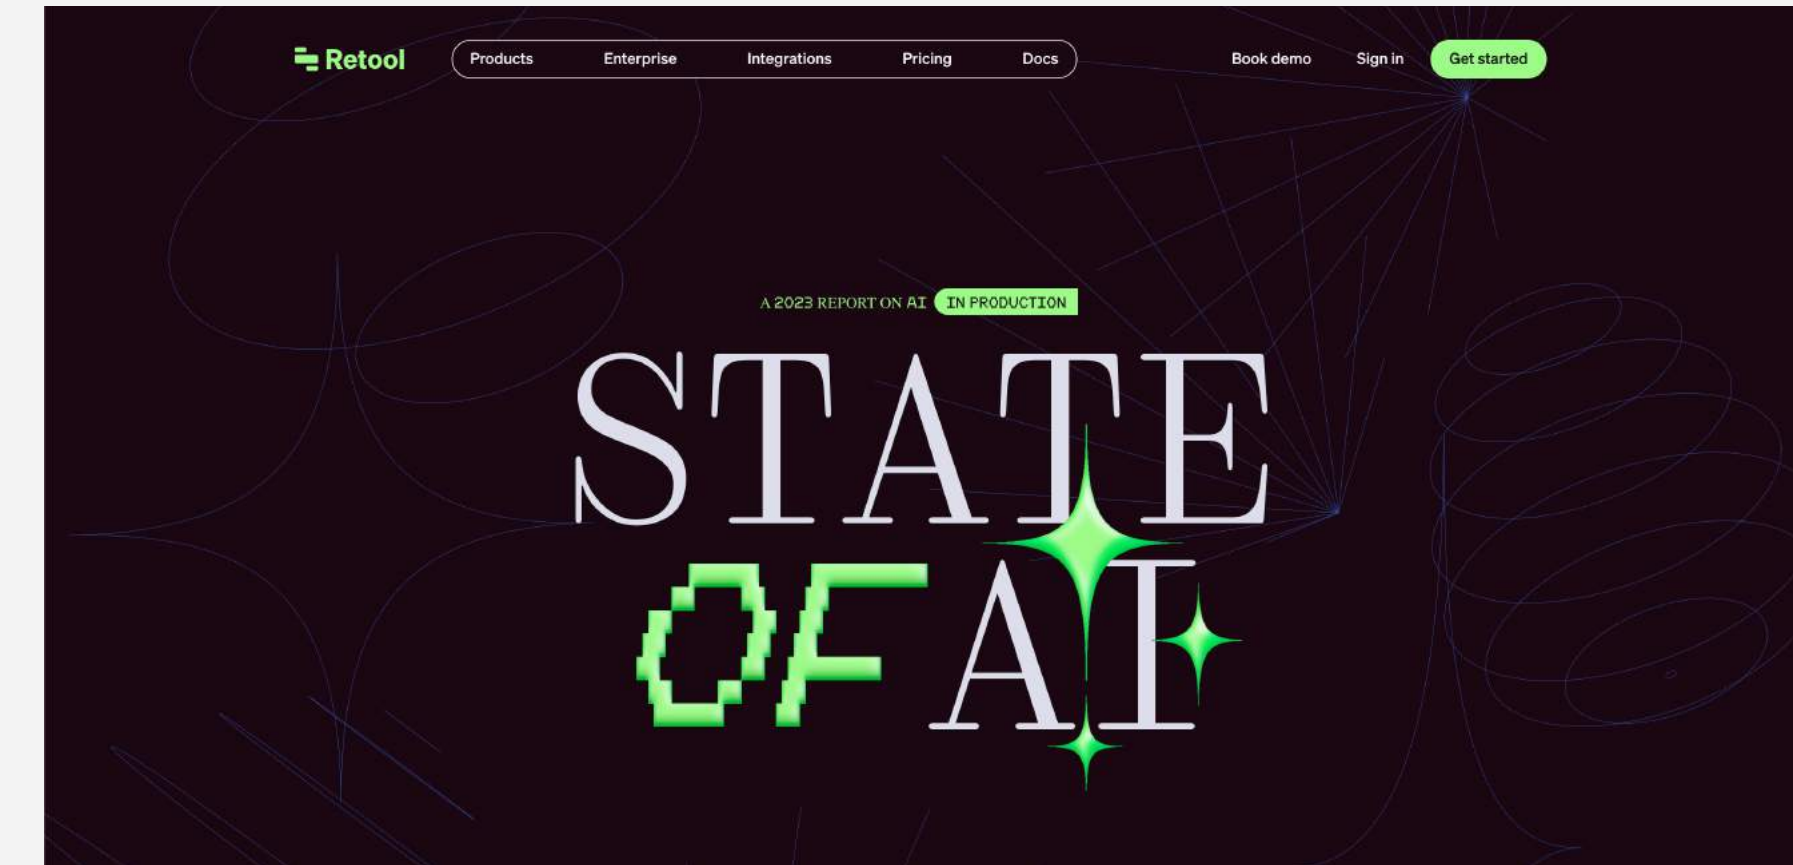 Retool Products Enterprise Integrations Pricing Docs Book demo Sign in Get started
A 2023 REPORT ON AI IN PRODUCTION
STATE
OF AI